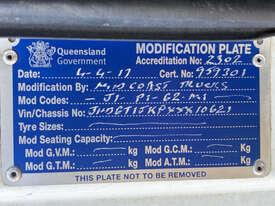 Queensland Government
MODIFICATION PLATE
Accreditation No. 2302
Date: 4-4-17 Cert. No. 959301
Modification By: MID COAST TRUCKS
Mod Codes - J1. P1- G2. M1
Vin/Chassis No:
Tyre Sizes:
Mod Seating Capacity:
Mod G.V.M: kg Mod G.C.M: kg
Mod G.T.M: kg Mod A.T.M: kg
THIS PLATE NOT TO BE REMOVED